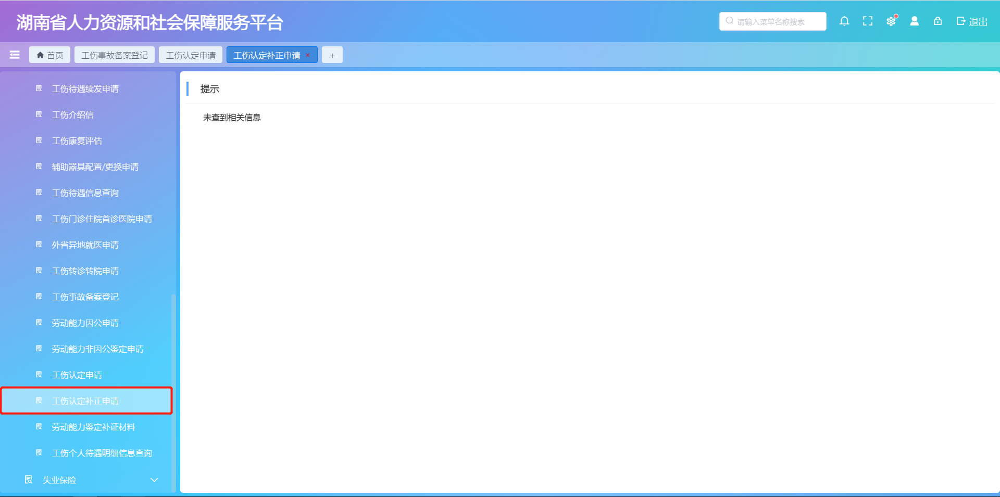 湖南省人力资源和社会保障服务平台
请输入菜单名称搜索
退出
首页
工伤事故备案登记
工伤认定申请
工伤认定补正申请
工伤待遇续发申请
工伤介绍信
工伤康复评估
辅助器具配置/更换申请
工伤待遇信息查询
工伤门诊住院首诊医院申请
外省异地就医申请
工伤转诊转院申请
工伤事故备案登记
劳动能力因公申请
劳动能力非因公鉴定申请
工伤认定申请
工伤认定补正申请
劳动能力鉴定补证材料
工伤个人待遇明细信息查询
失业保险
提示
未查到相关信息